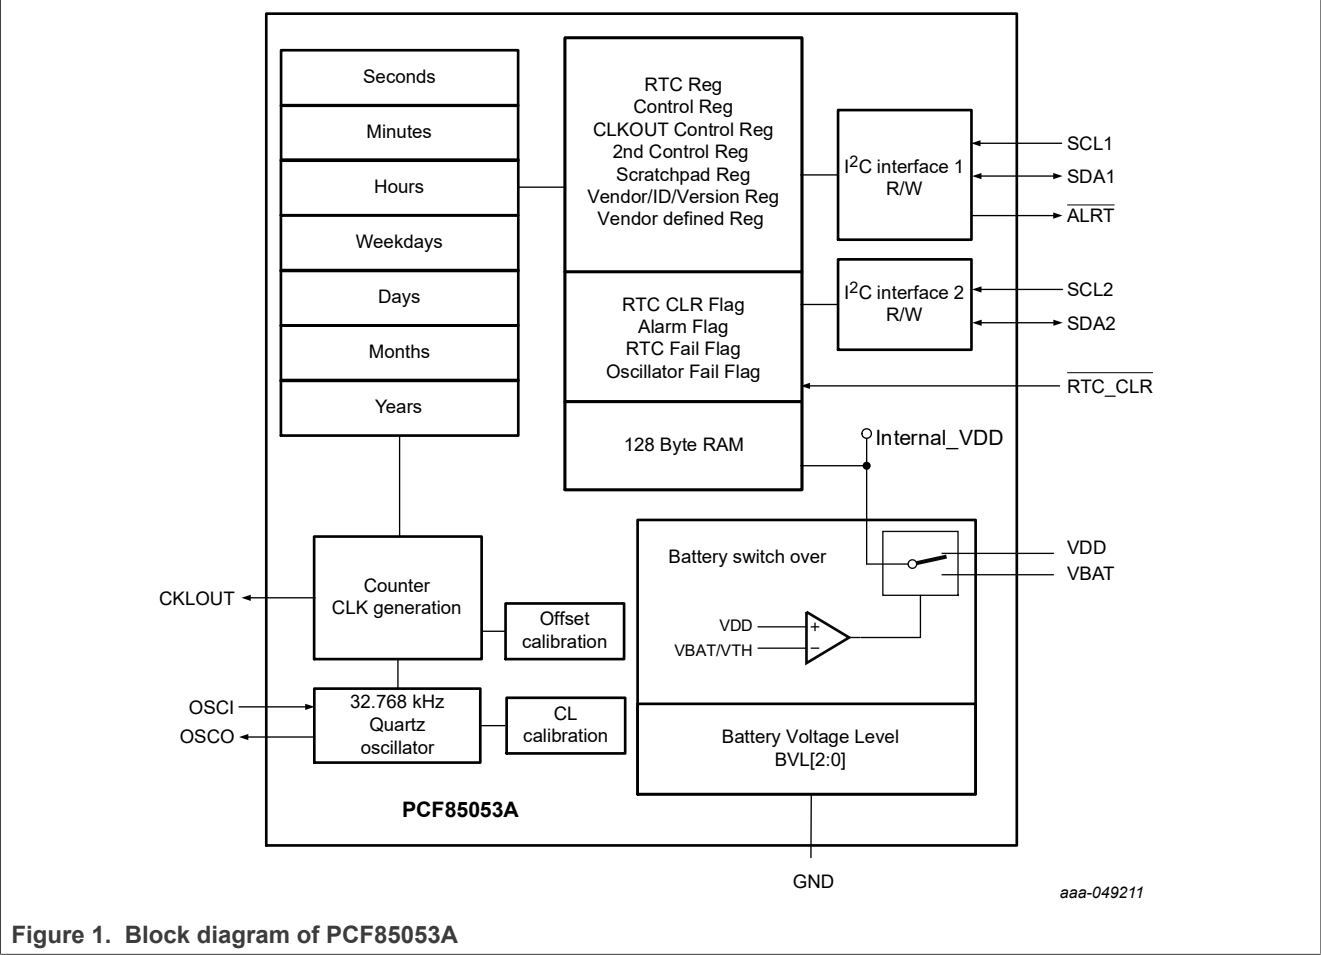 Seconds
Minutes
Hours
Weekdays
Days
Months
Years
RTC Reg
Control Reg
CLKOUT Control Reg
2nd Control Reg
Scratchpad Reg
Vendor/ID/Version Reg
Vendor defined Reg
RTC CLR Flag
Alarm Flag
RTC Fail Flag
Oscillator Fail Flag
128 Byte RAM
I2C interface 1
R/W
SCL1
SDA1
ALRT
I2C interface 2
R/W
SCL2
SDA2
RTC_CLR
Internal_VDD
Battery switch over
VDD
VBAT
VDD
VBAT/VTH
+
−
Battery Voltage Level
BVL[2:0]
GND
Counter
CLK generation
CKLOUT
Offset
calibration
OSCI
OSCO
32.768 kHz
Quartz
oscillator
CL
calibration
PCF85053A
aaa-049211
Figure 1. Block diagram of PCF85053A